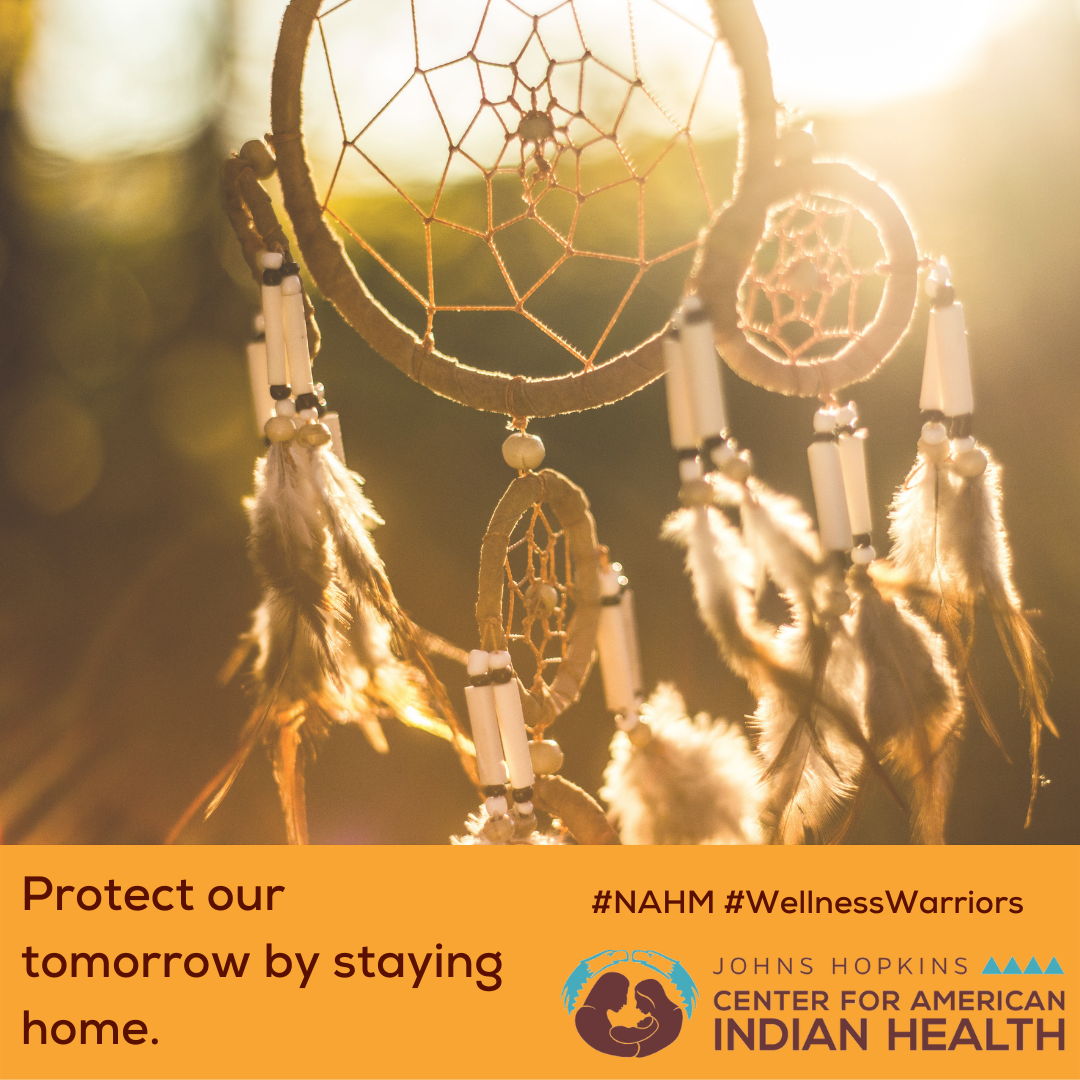 Protect our
tomorrow by staying
home.
#NAHM #WellnessWarriors
JOHNS HOPKINS
CENTER FOR AMERICAN
INDIAN HEALTH